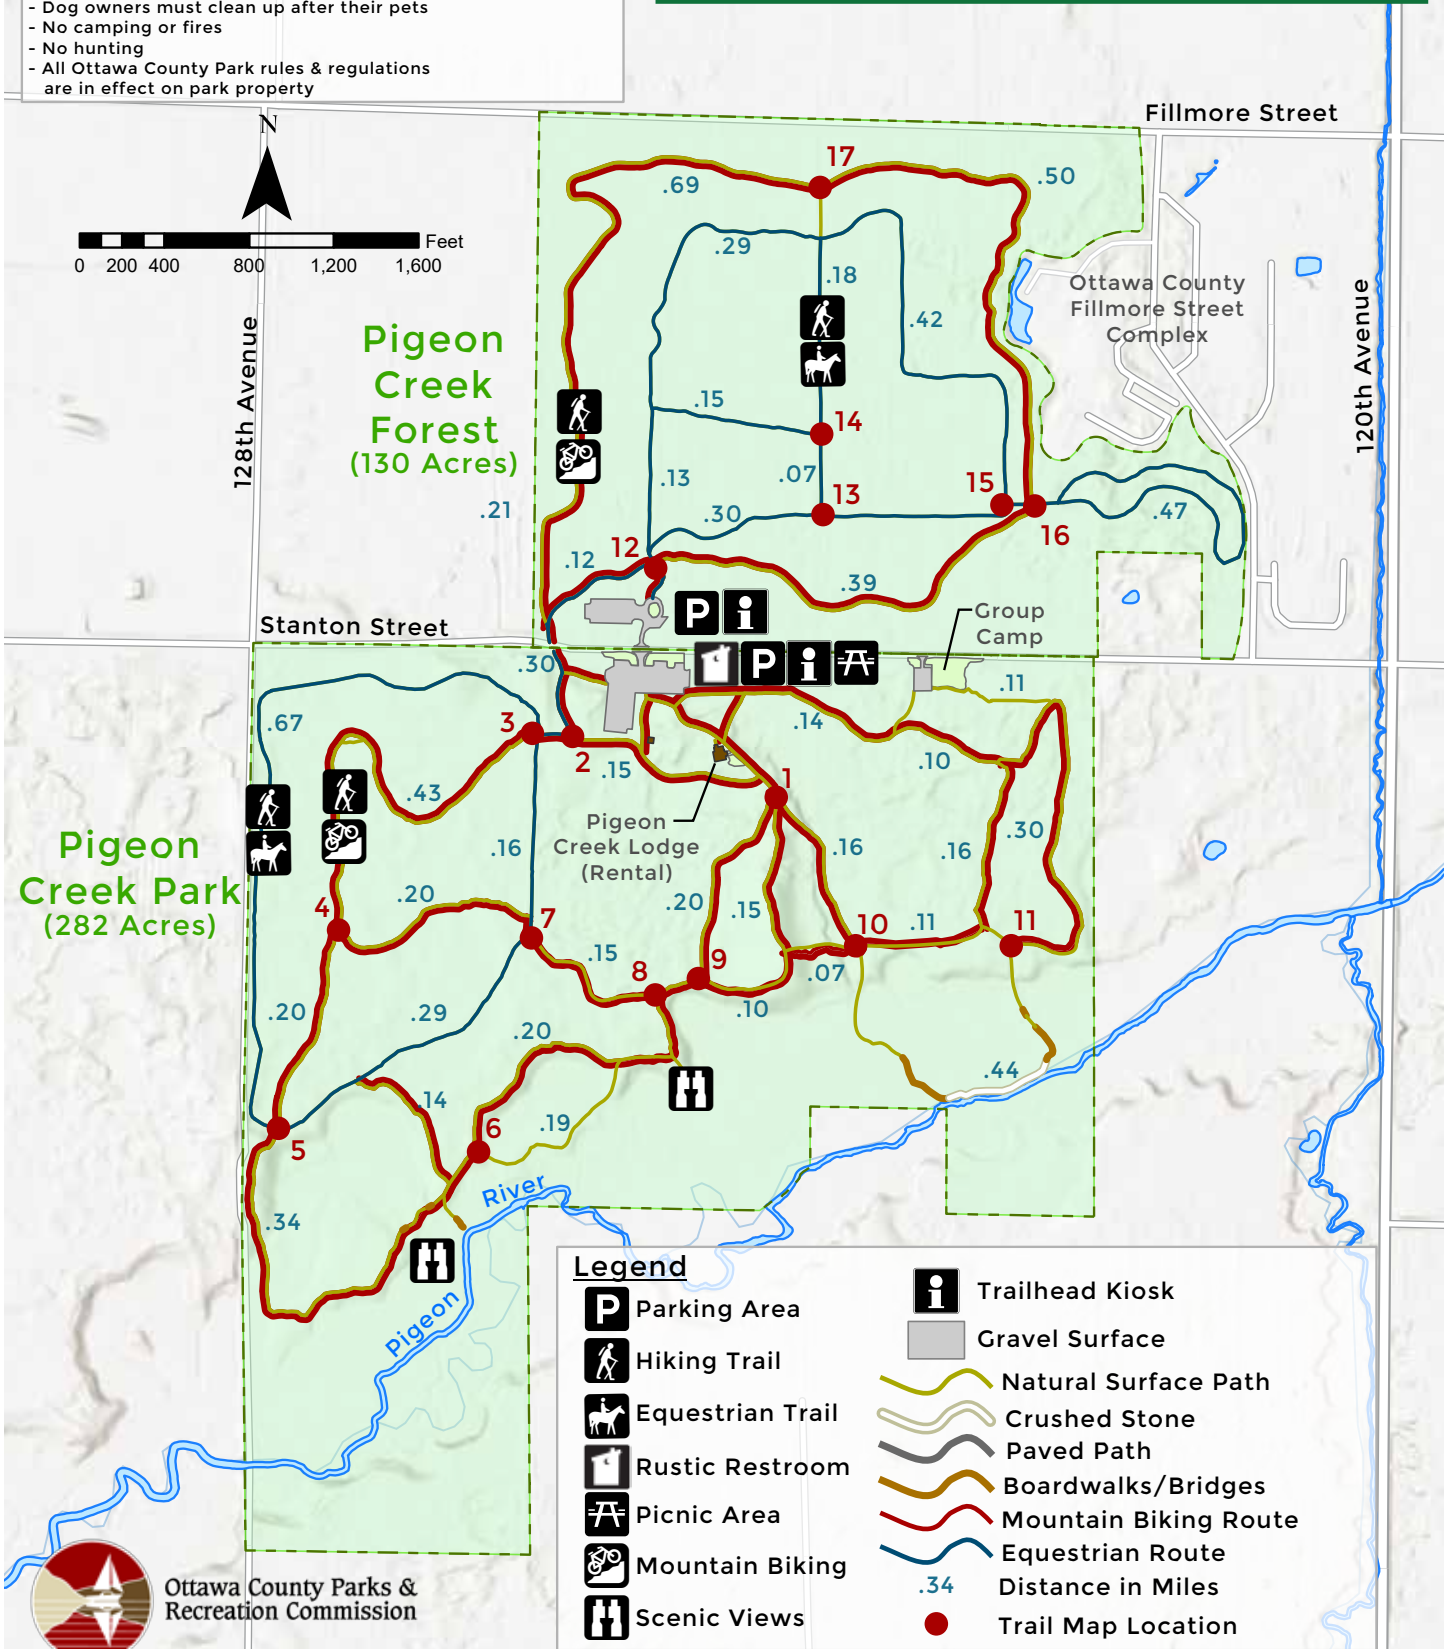 - Dog owners must clean up after their pets
- No camping or fires
- No hunting
- All Ottawa County Park rules & regulations
are in effect on park property
Fillmore Street
N
Feet
0 200 400 800 1,200 1,600
128th Avenue
120th Avenue
Pigeon
Creek
Forest
(130 Acres)
Ottawa County
Fillmore Street
Complex
17
.69
.50
.29
.18
.42
.15
14
.13
.07
13
15
.30
16
.47
.21
12
.12
.39
Group
Camp
Stanton Street
.30
.11
.67
3
2
.14
.10
.15
1
.43
Pigeon
Creek Lodge
(Rental)
.16
.16
.16
.30
Pigeon
Creek Park
(282 Acres)
4
.20
.20
.15
.11
7
10
11
.15
8
9
.07
.10
.20
.29
.20
.44
.14
.19
5
6
.34
River
Pigeon
Legend
Parking Area
Hiking Trail
Equestrian Trail
Rustic Restroom
Picnic Area
Mountain Biking
Scenic Views
Trailhead Kiosk
Gravel Surface
Natural Surface Path
Crushed Stone
Paved Path
Boardwalks/Bridges
Mountain Biking Route
Equestrian Route
.34 Distance in Miles
Trail Map Location
Ottawa County Parks &
Recreation Commission
P
i
P
i
P
i